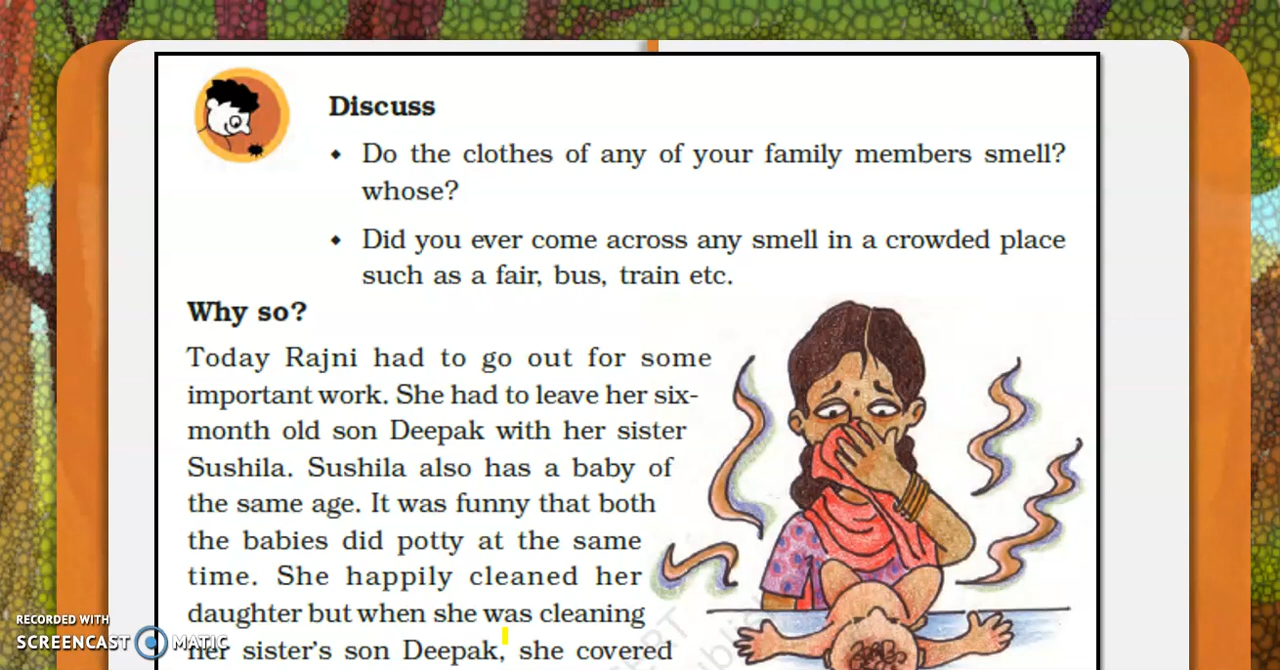 Discuss
Do the clothes of any of your family members smell?
whose?
Did you ever come across any smell in a crowded place
such as a fair, bus, train etc.
Why so?
Today Rajni had to go out for some
important work. She had to leave her six-
month old son Deepak with her sister
Sushila. Sushila also has a baby of
the same age. It was funny that both
the babies did potty at the same
time. She happily cleaned her
daughter but when she was cleaning
her sister's son Deepak, she covered
RECORDED WITH
SCREENCAST MATIC